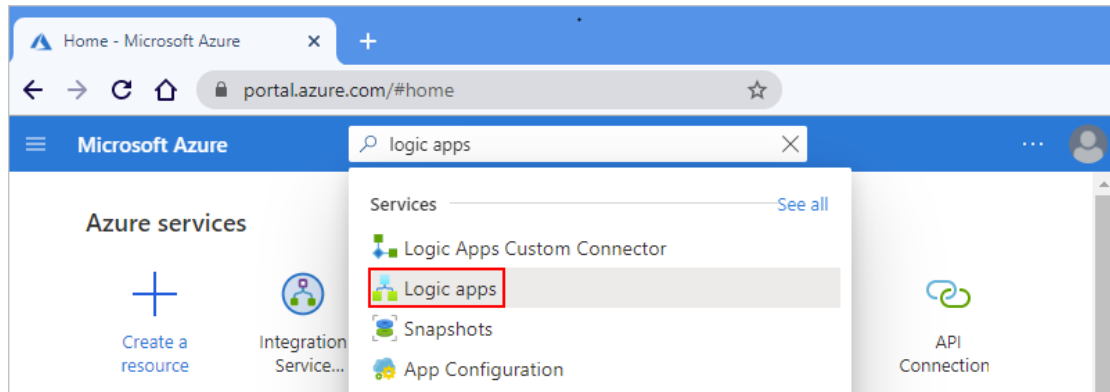 Home - Microsoft Azure
portal.azure.com/#home
Microsoft Azure
logic apps
...
Azure services
Services
See all
Logic Apps Custom Connector
Logic apps
Snapshots
App Configuration
Create a
resource
Integration
Service...
API
Connection